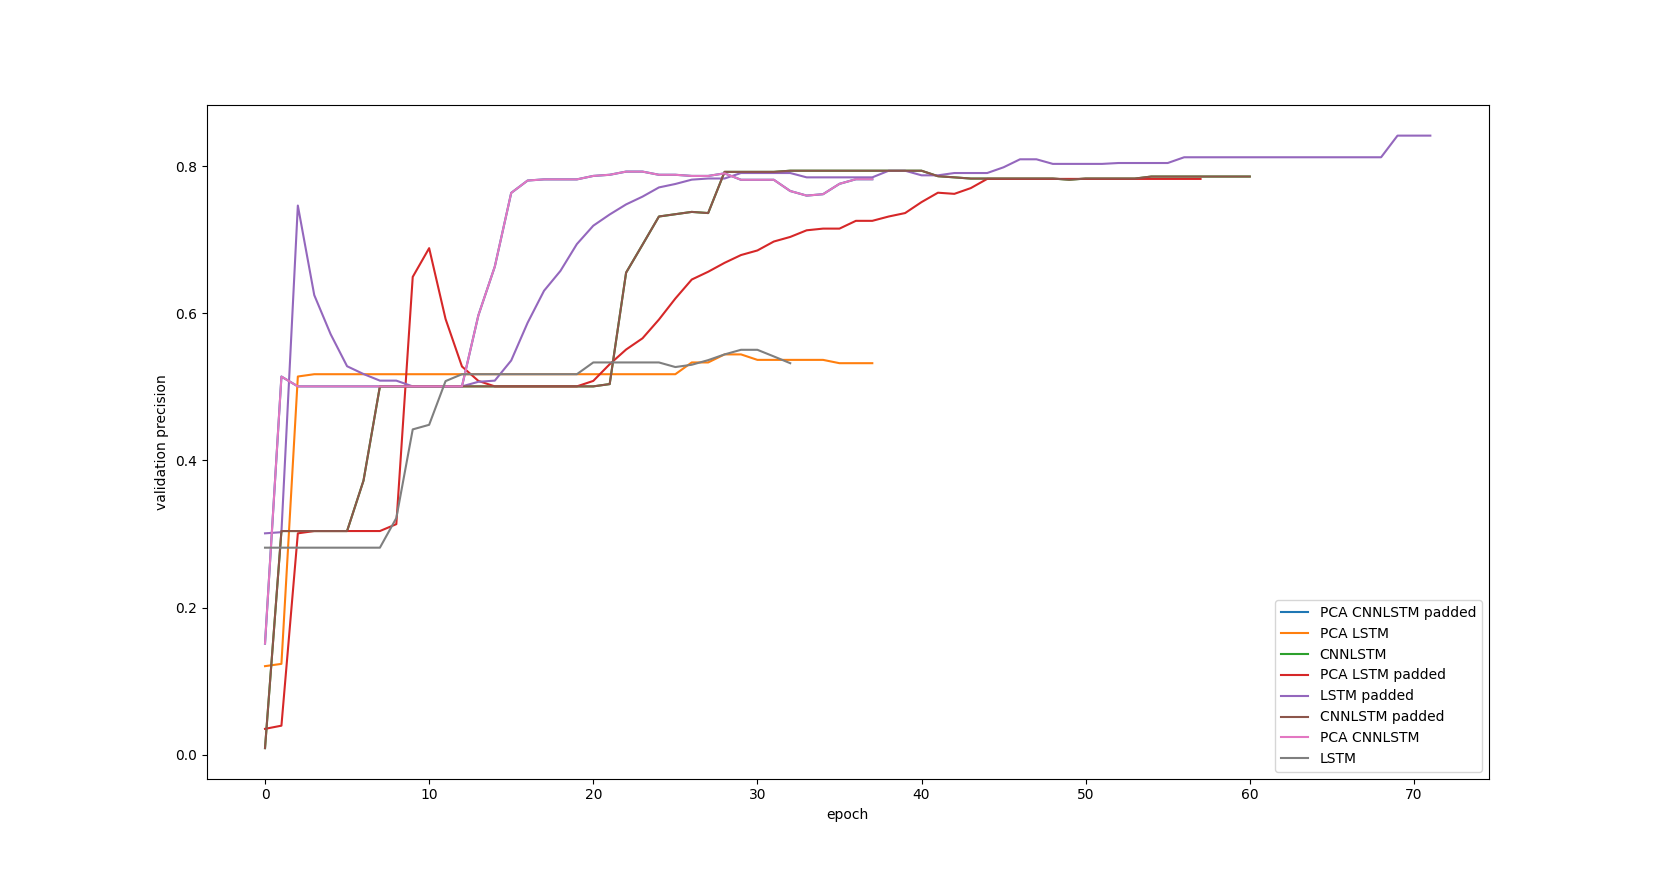 validation precision
0.8
0.6
0.4
0.2
0.0
0 10 20 30 40 50 60 70
epoch
PCA CNNLSTM padded
PCA LSTM
CNNLSTM
PCA LSTM padded
LSTM padded
CNNLSTM padded
PCA CNNLSTM
LSTM